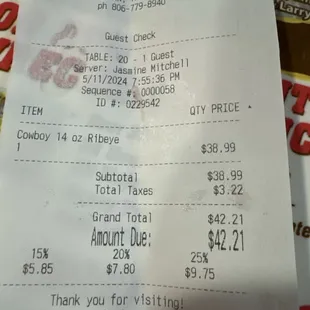 ph 806-779-8940
Guest Check
TABLE: 20 - 1 Guest
Server: Jasmine Mitchell
5/11/2024 7:55:36 PM
Sequence #: 0000058
ID #: 0229542
ITEM QTY PRICE
Cowboy 14 oz Ribeye
1 $38.99
Subtotal $38.99
Total Taxes $3.22
Grand Total $42.21
Amount Due: $42.21
15% 20% 25%
$5.85 $7.80 $9.75
Thank you for visiting!